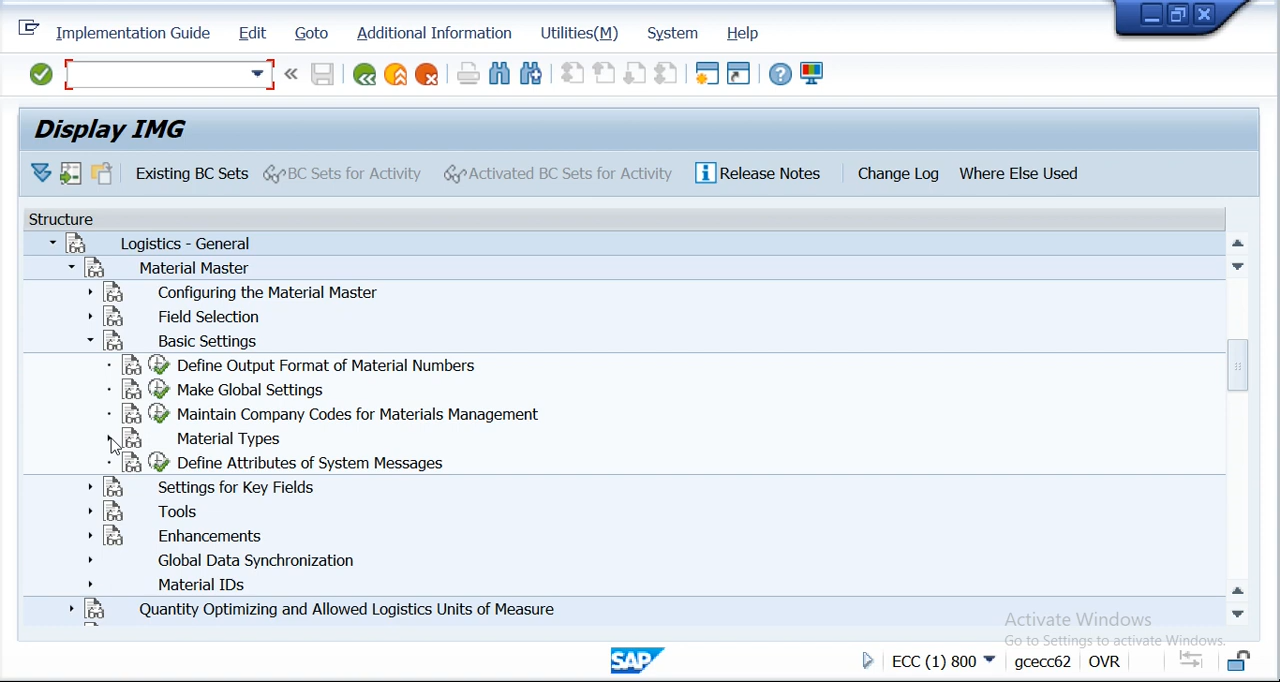 Implementation Guide Edit Goto Additional Information Utilities(M) System Help
Display IMG
Existing BC Sets BC Sets for Activity Activated BC Sets for Activity Release Notes Change Log Where Else Used
Structure
Logistics - General
Material Master
Configuring the Material Master
Field Selection
Basic Settings
Define Output Format of Material Numbers
Make Global Settings
Maintain Company Codes for Materials Management
Material Types
Define Attributes of System Messages
Settings for Key Fields
Tools
Enhancements
Global Data Synchronization
Material IDs
Quantity Optimizing and Allowed Logistics Units of Measure
Activate Windows
Go to Settings to activate Windows.
SAP ECC (1) 800 gcecc62 OVR